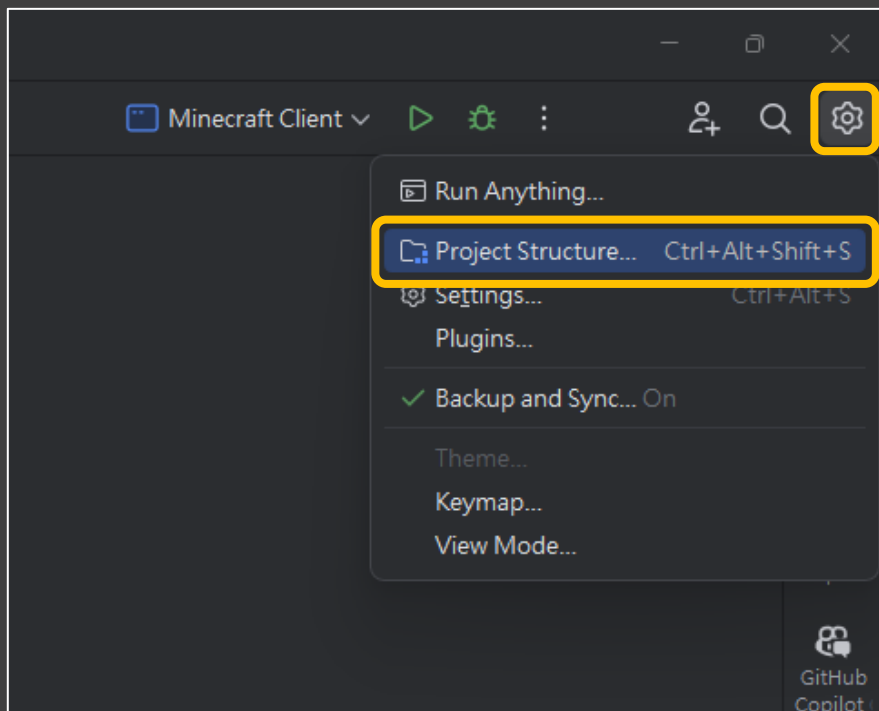 Minecraft Client
Run Anything...
Project Structure... Ctrl+Alt+Shift+S
Settings... Ctrl+Alt+S
Plugins...
Backup and Sync... On
Theme...
Keymap...
View Mode...
GitHub
Copilot